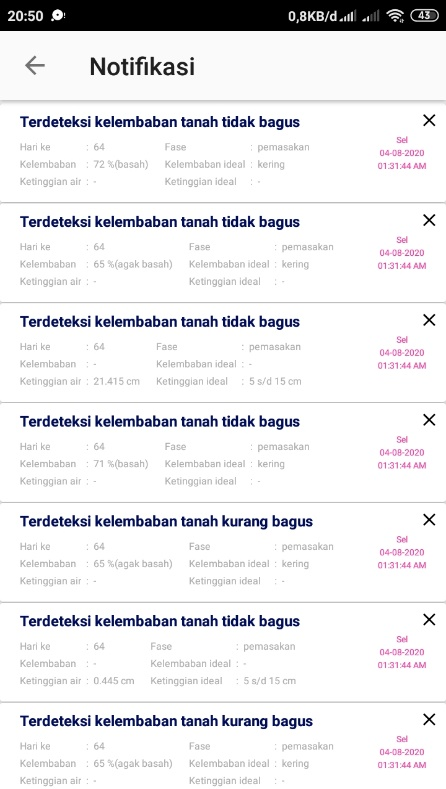 20:50 0,8KB/d 43
Notifikasi
Terdeteksi kelembaban tanah tidak bagus
Hari ke : 64 Fase : pemasakan
Kelembaban : 72 %(basah) Kelembaban ideal : kering
Ketinggian air : - Ketinggian ideal : -
Sel
04-08-2020
01:31:44 AM
Terdeteksi kelembaban tanah tidak bagus
Hari ke : 64 Fase : pemasakan
Kelembaban : 65 %(agak basah) Kelembaban ideal : kering
Ketinggian air : - Ketinggian ideal : -
Sel
04-08-2020
01:31:44 AM
Terdeteksi kelembaban tanah tidak bagus
Hari ke : 64 Fase : pemasakan
Kelembaban : - Kelembaban ideal : -
Ketinggian air : 21.415 cm Ketinggian ideal : 5 s/d 15 cm
Sel
04-08-2020
01:31:44 AM
Terdeteksi kelembaban tanah tidak bagus
Hari ke : 64 Fase : pemasakan
Kelembaban : 71 %(basah) Kelembaban ideal : kering
Ketinggian air : - Ketinggian ideal : -
Sel
04-08-2020
01:31:44 AM
Terdeteksi kelembaban tanah kurang bagus
Hari ke : 64 Fase : pemasakan
Kelembaban : 65 %(agak basah) Kelembaban ideal : kering
Ketinggian air : - Ketinggian ideal : -
Sel
04-08-2020
01:31:44 AM
Terdeteksi kelembaban tanah tidak bagus
Hari ke : 64 Fase : pemasakan
Kelembaban : - Kelembaban ideal : -
Ketinggian air : 0.445 cm Ketinggian ideal : 5 s/d 15 cm
Sel
04-08-2020
01:31:44 AM
Terdeteksi kelembaban tanah kurang bagus
Hari ke : 64 Fase : pemasakan
Kelembaban : 65 %(agak basah) Kelembaban ideal : kering
Ketinggian air : - Ketinggian ideal : -
Sel
04-08-2020
01:31:44 AM